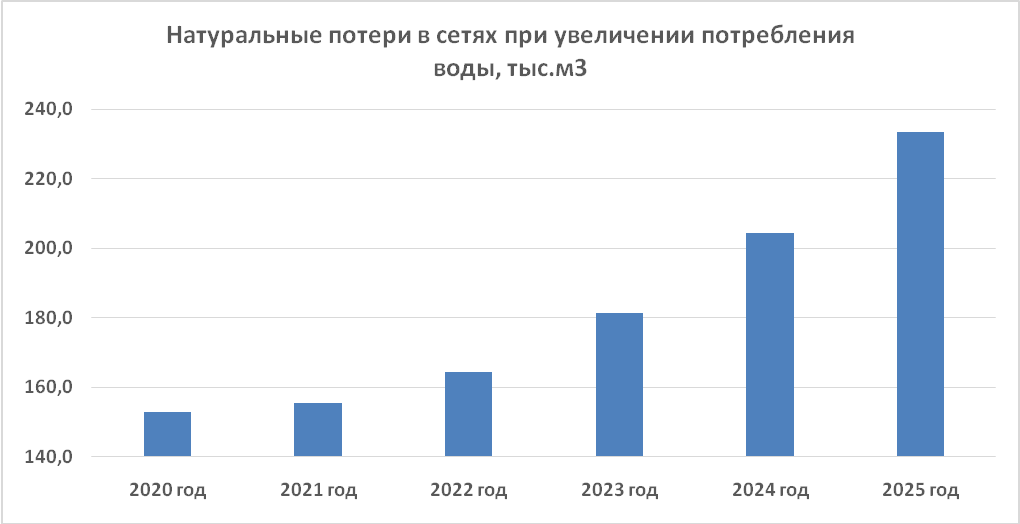 Натуральные потери в сетях при увеличении потребления
воды, тыс.м3
240,0
220,0
200,0
180,0
160,0
140,0
2020 год
2021 год
2022 год
2023 год
2024 год
2025 год